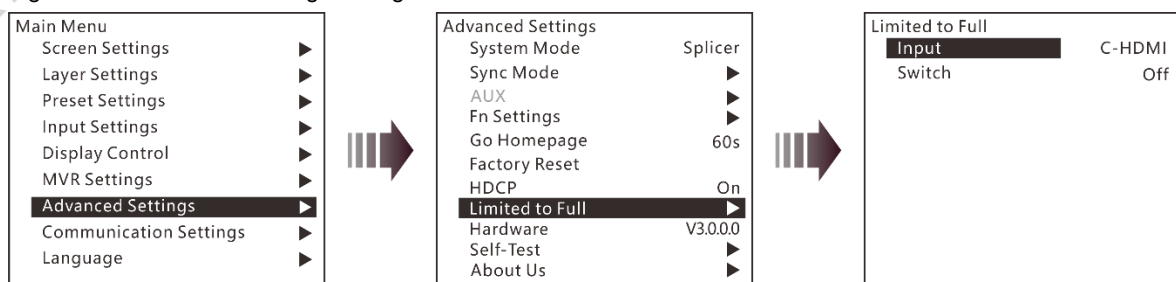 Main Menu
Screen Settings
Layer Settings
Preset Settings
Input Settings
Display Control
MVR Settings
Advanced Settings
Communication Settings
Language
Advanced Settings
System Mode Splicer
Sync Mode
AUX
Fn Settings
Go Homepage 60s
Factory Reset
HDCP On
Limited to Full
Hardware V3.0.0.0
Self-Test
About Us
Limited to Full
Input C-HDMI
Switch Off